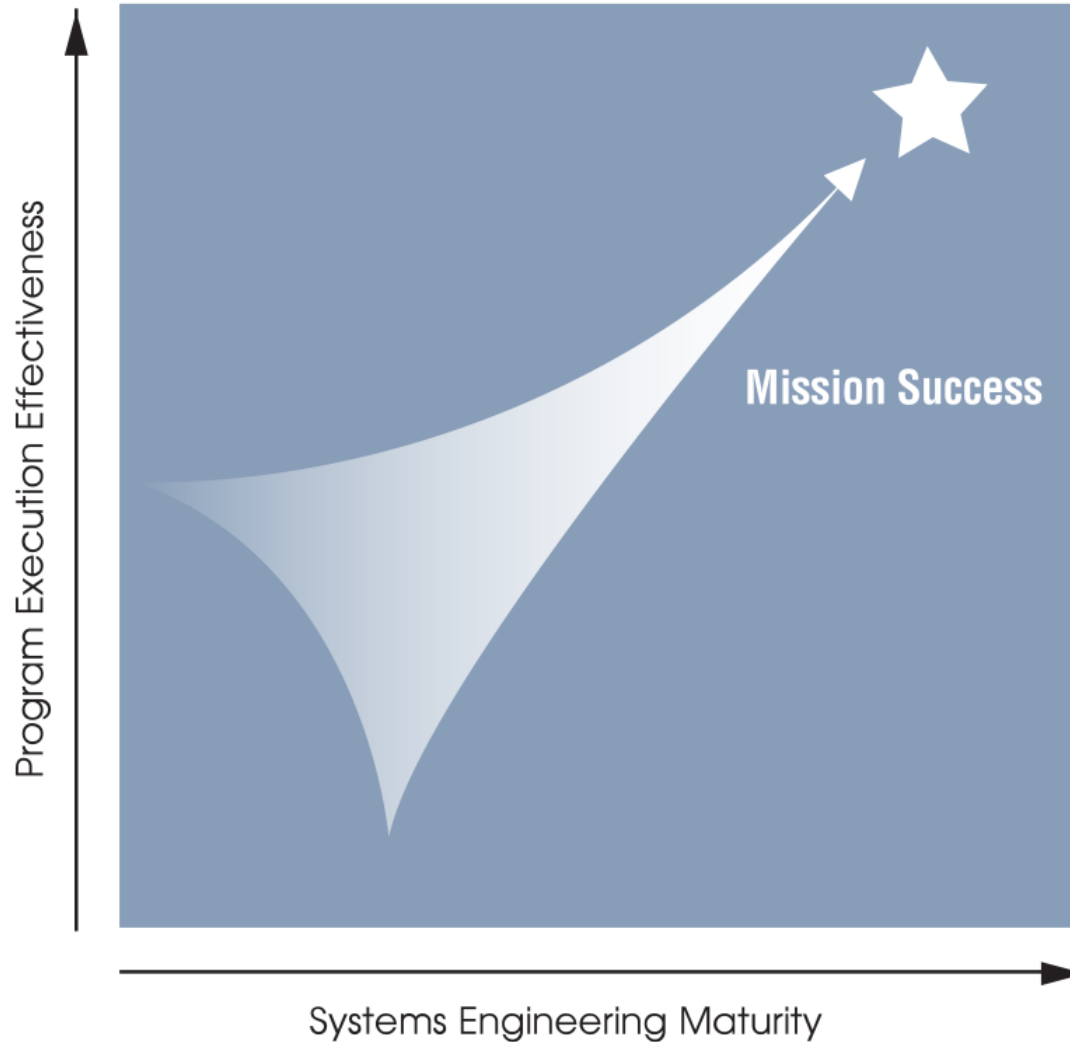 Program Execution Effectiveness
Mission Success
Systems Engineering Maturity